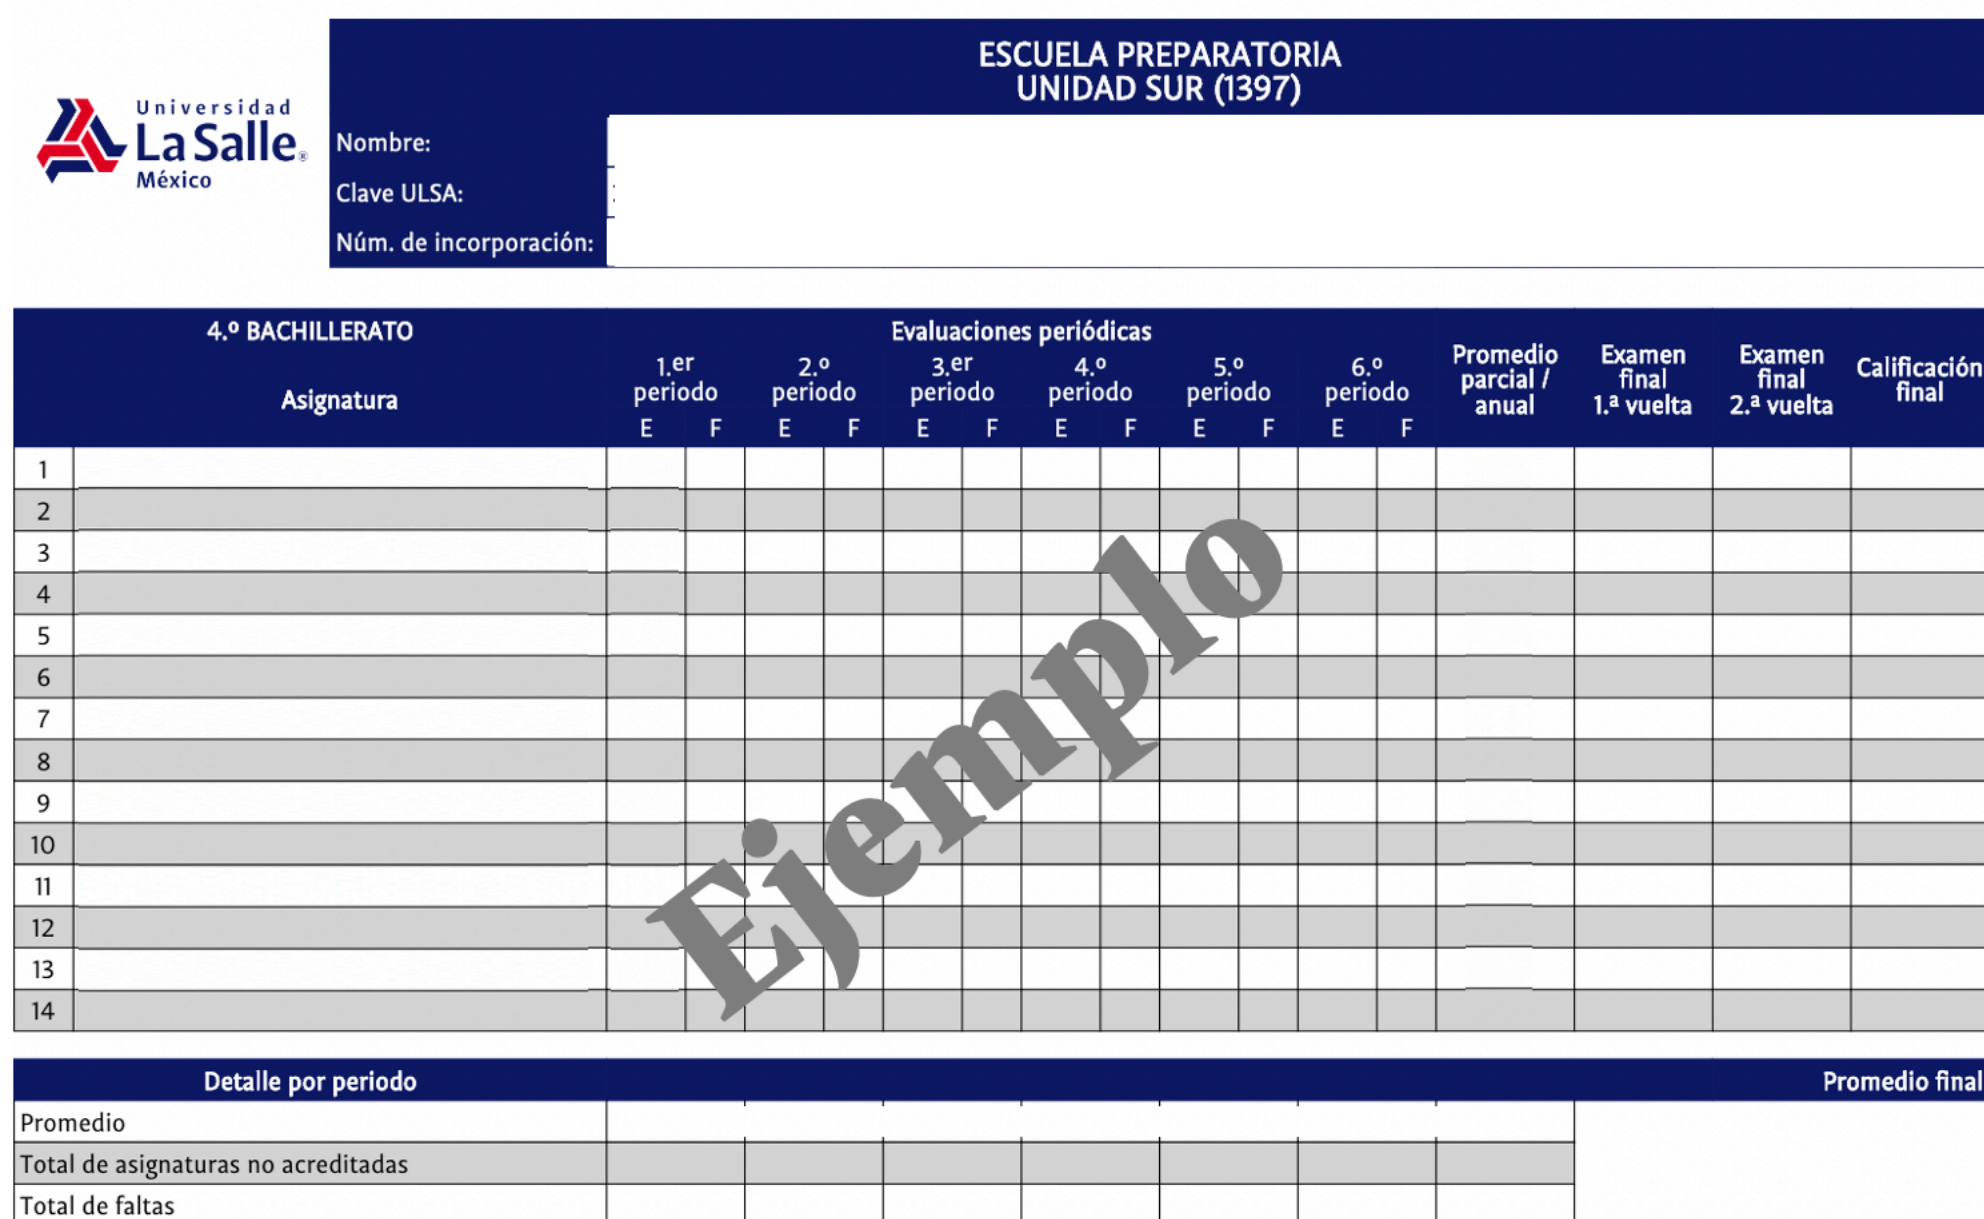 ESCUELA PREPARATORIA
UNIDAD SUR (1397)
Universidad
La Salle®
México
Nombre:
Clave ULSA:
Núm. de incorporación:
4.º BACHILLERATO
Asignatura
Evaluaciones periódicas
1.er periodo
2.º periodo
3.er periodo
4.º periodo
5.º periodo
6.º periodo
E F E F E F E F E F E F
Promedio parcial / anual
Examen final 1.ª vuelta
Examen final 2.ª vuelta
Calificación final
1
2
3
4
5
6
7
8
9
10
11
12
13
14
Ejemplo
Detalle por periodo
Promedio final
Promedio
Total de asignaturas no acreditadas
Total de faltas